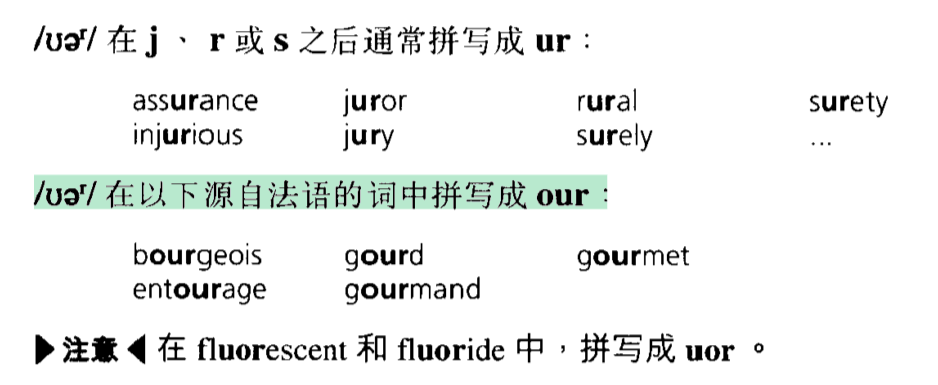 /ʊəʳ/ 在 j 、 r 或 s 之后通常拼写成 ur：
assurance juror rural surety
injurious jury surely ...
/ʊəʳ/ 在以下源自法语的词中拼写成 our：
bourgeois gourd gourmet
entourage gourmand
▶注意◀ 在 fluorescent 和 fluoride 中，拼写成 uor 。